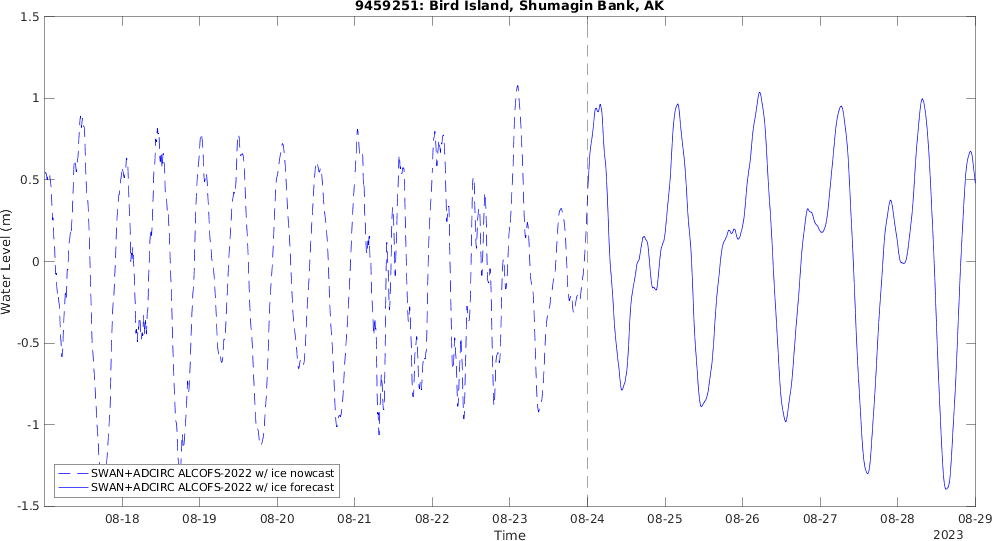 9459251: Bird Island, Shumagin Bank, AK
1.5
1
0.5
0
-0.5
-1
-1.5
Water Level (m)
SWAN+ADCIRC ALCOFS-2022 w/ ice nowcast
SWAN+ADCIRC ALCOFS-2022 w/ ice forecast
08-18 08-19 08-20 08-21 08-22 08-23 08-24 08-25 08-26 08-27 08-28 08-29
Time
2023